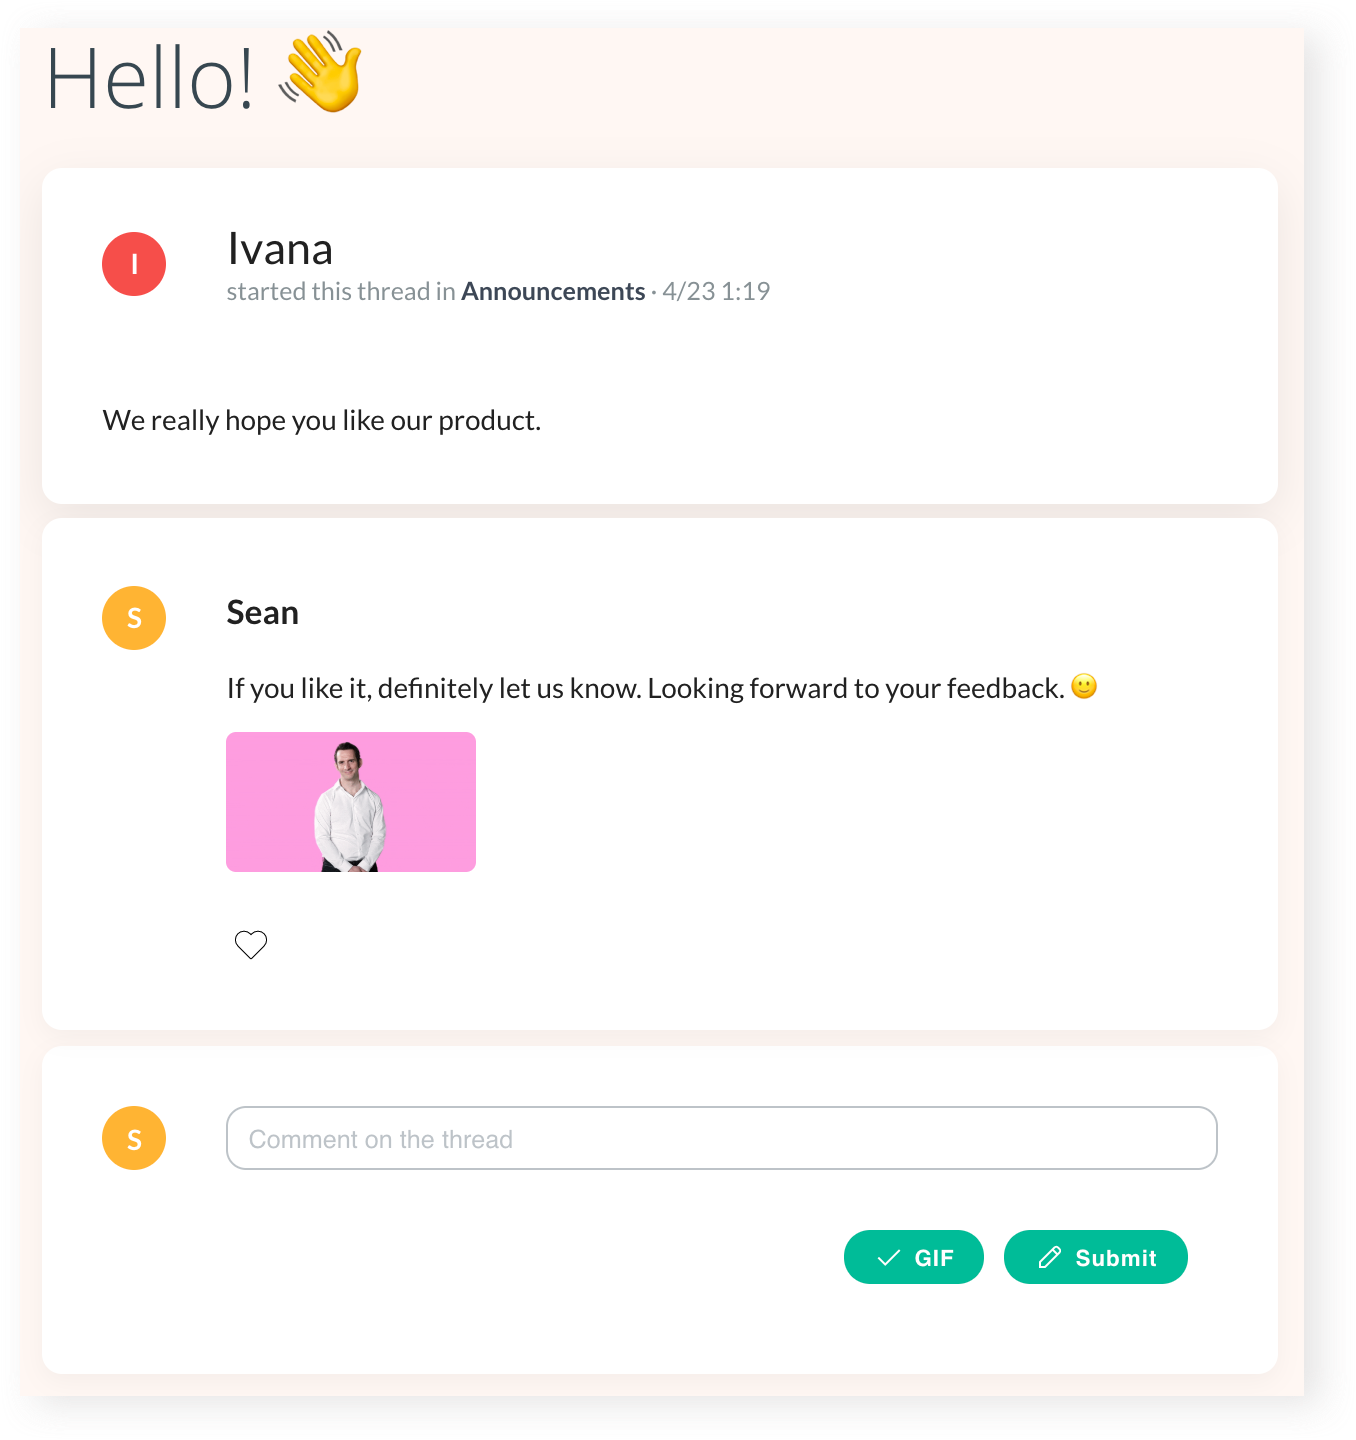 Hello! 👋
I
Ivana
started this thread in Announcements · 4/23 1:19
We really hope you like our product.
S
Sean
If you like it, definitely let us know. Looking forward to your feedback. 🙂
S
Comment on the thread
GIF
Submit